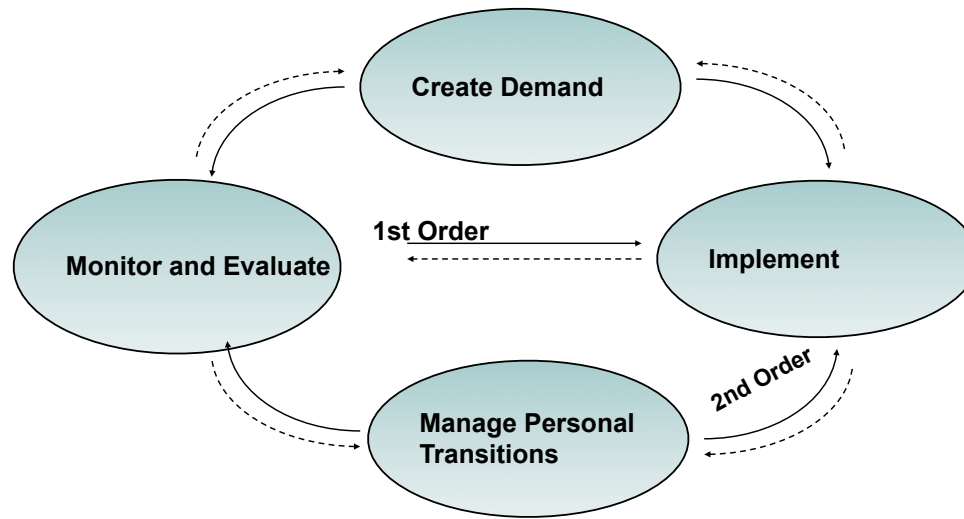 Create Demand
1st Order
Monitor and Evaluate
Implement
2nd Order
Manage Personal
Transitions